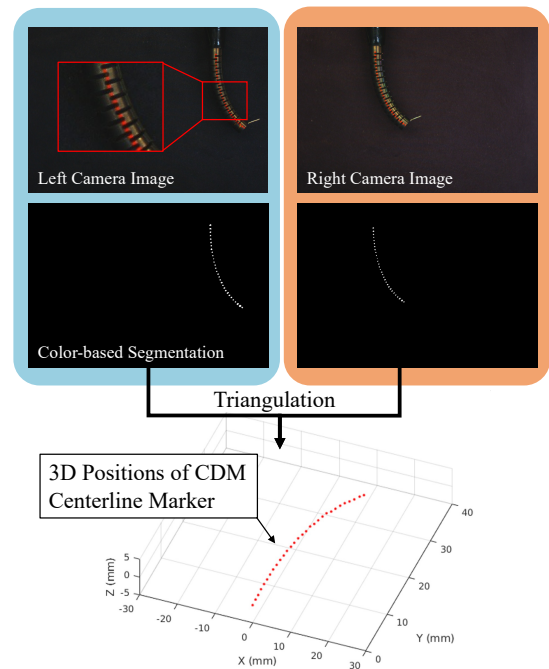 Left Camera Image
Right Camera Image
Color-based Segmentation
Triangulation
3D Positions of CDM
Centerline Marker
5
0
-5
Z (mm)
-30
-20
-10
0
10
20
30
X (mm)
0
10
20
30
40
Y (mm)